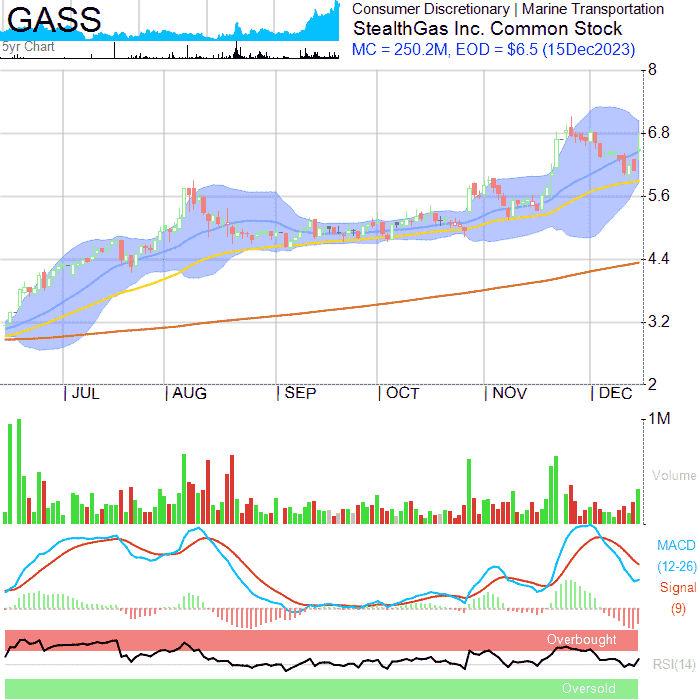 GASS
5yr Chart
Consumer Discretionary | Marine Transportation
StealthGas Inc. Common Stock
MC = 250.2M, EOD = $6.5 (15Dec2023)
8
6.8
5.6
4.4
3.2
2
JUL
AUG
SEP
OCT
NOV
DEC
1M
Volume
MACD
(12-26)
Signal
(9)
Overbought
RSI(14)
Oversold